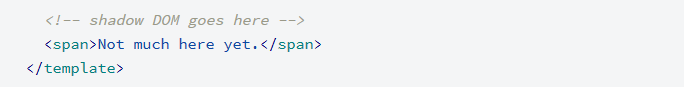 <!-- shadow DOM goes here -->
<span>Not much here yet.</span>
</template>